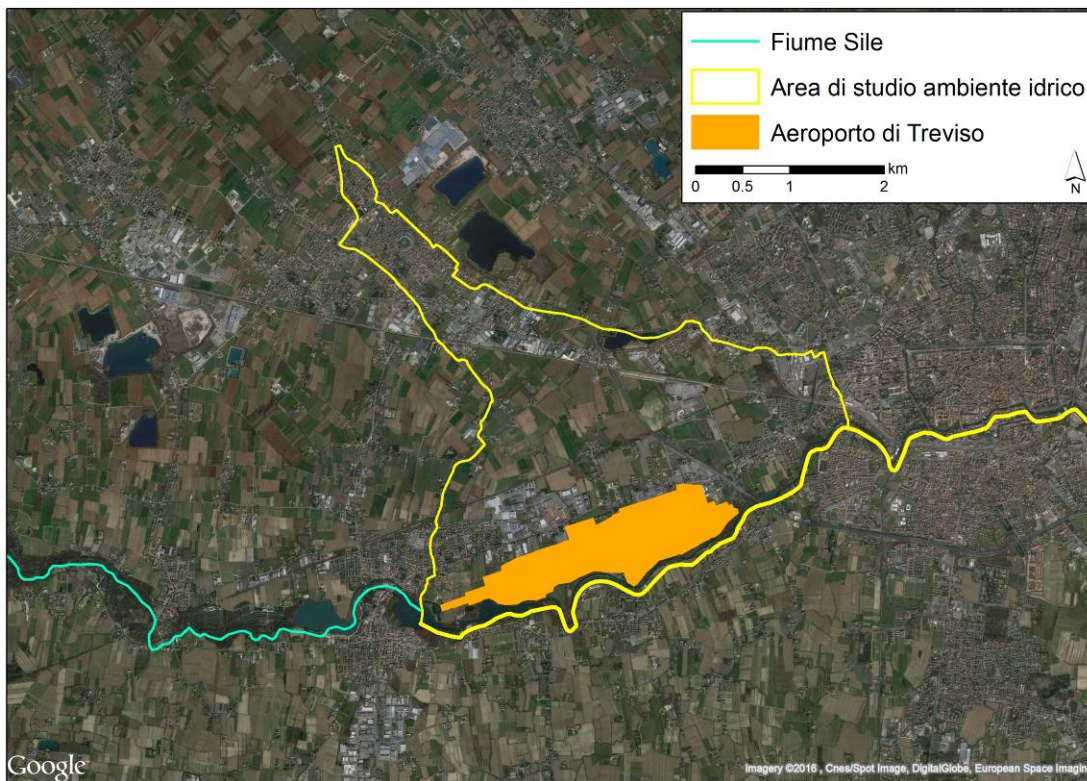 Fiume Sile
Area di studio ambiente idrico
Aeroporto di Treviso
km
0 0.5 1 2
N
Google
Imagery ©2016 , Cnes/Spot Image, DigitalGlobe, European Space Imagin